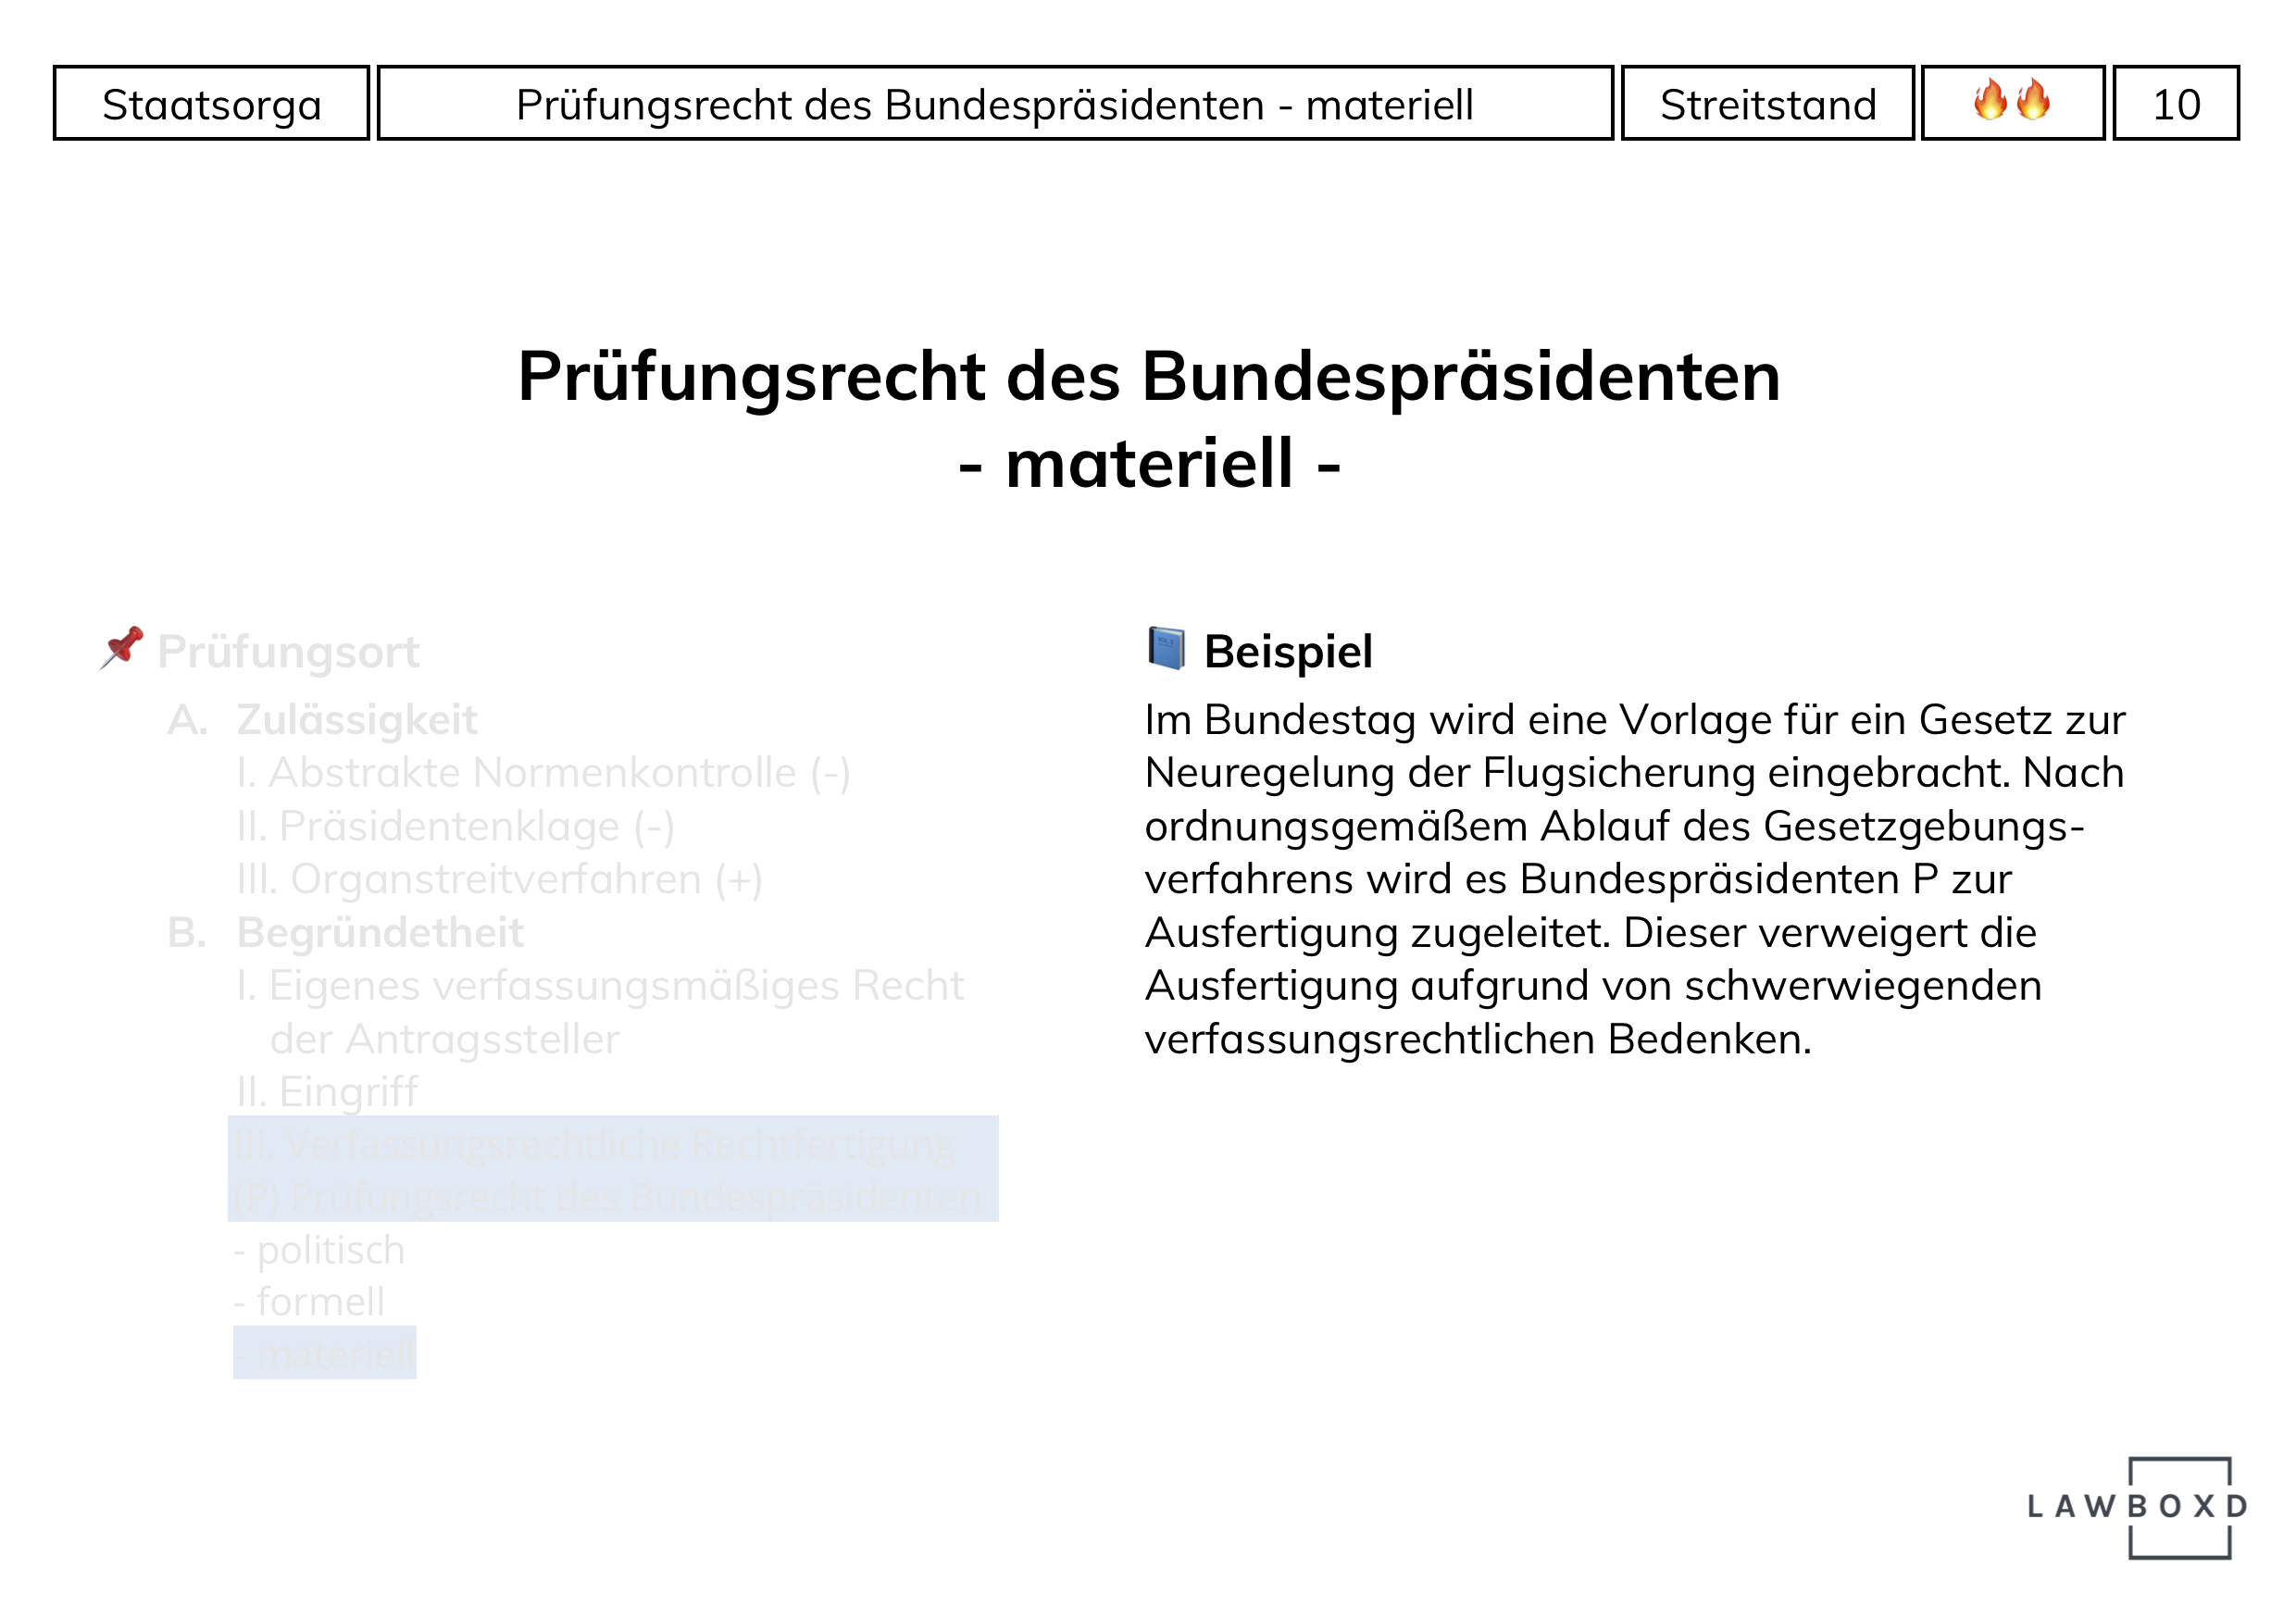 Staatsorga
Prüfungsrecht des Bundespräsidenten - materiell
Streitstand
10
Prüfungsrecht des Bundespräsidenten
- materiell -
Prüfungsort
A. Zulässigkeit
I. Abstrakte Normenkontrolle (-)
II. Präsidentenklage (-)
III. Organstreitverfahren (+)
B. Begründetheit
I. Eigenes verfassungsmäßiges Recht
der Antragssteller
II. Eingriff
III. Verfassungsrechtliche Rechtfertigung
(P) Prüfungsrecht des Bundespräsidenten
- politisch
- formell
- materiell
Beispiel
Im Bundestag wird eine Vorlage für ein Gesetz zur
Neuregelung der Flugsicherung eingebracht. Nach
ordnungsgemäßem Ablauf des Gesetzgebungs-
verfahrens wird es Bundespräsidenten P zur
Ausfertigung zugeleitet. Dieser verweigert die
Ausfertigung aufgrund von schwerwiegenden
verfassungsrechtlichen Bedenken.
LAWBOXD